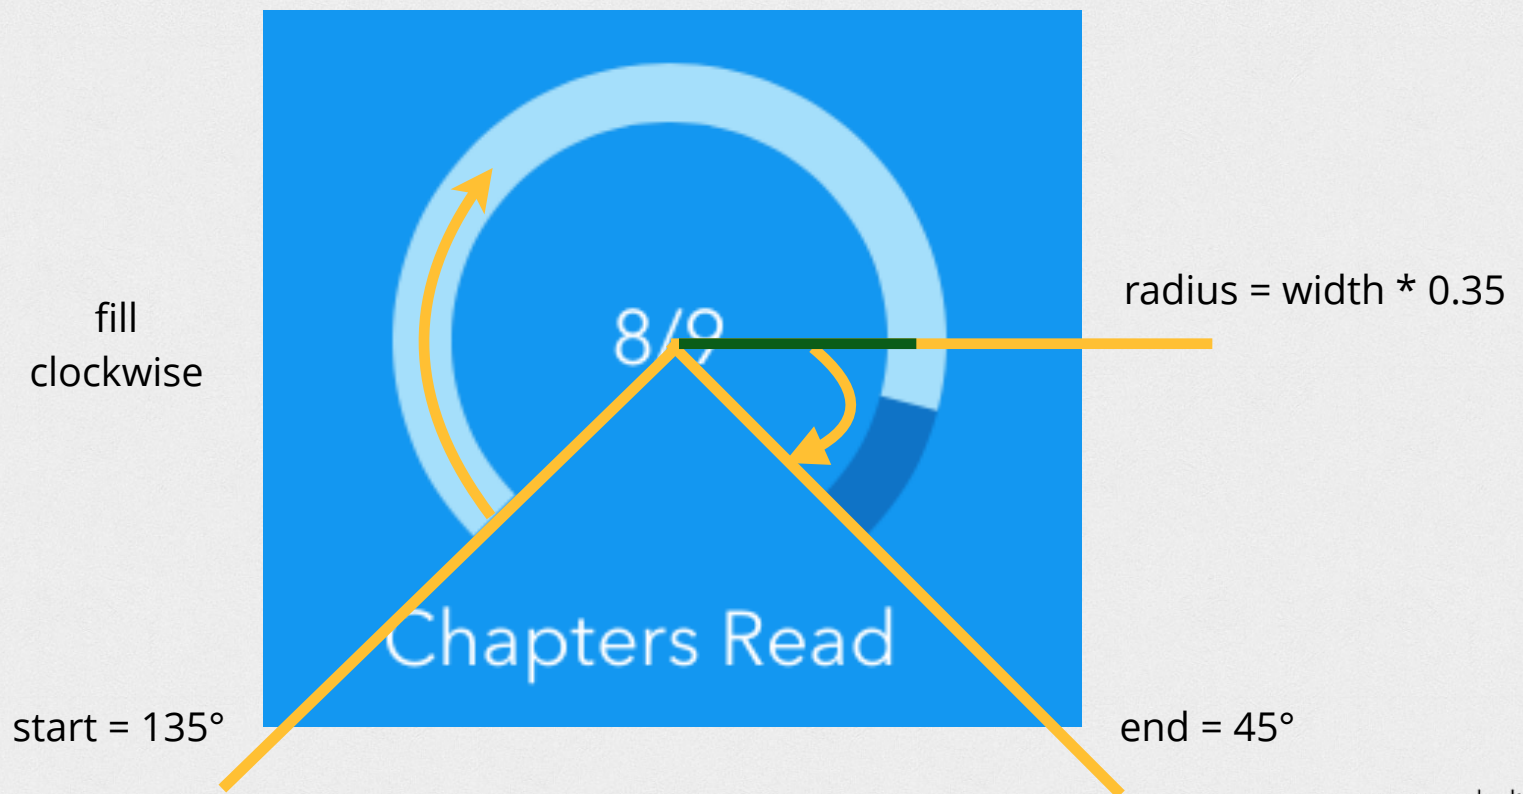 fill
clockwise
8/9
radius = width * 0.35
Chapters Read
start = 135°
end = 45°